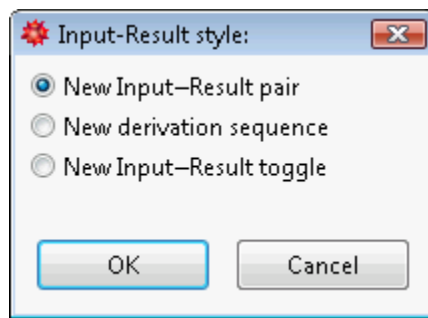 Input-Result style:
New Input–Result pair
New derivation sequence
New Input–Result toggle
OK
Cancel